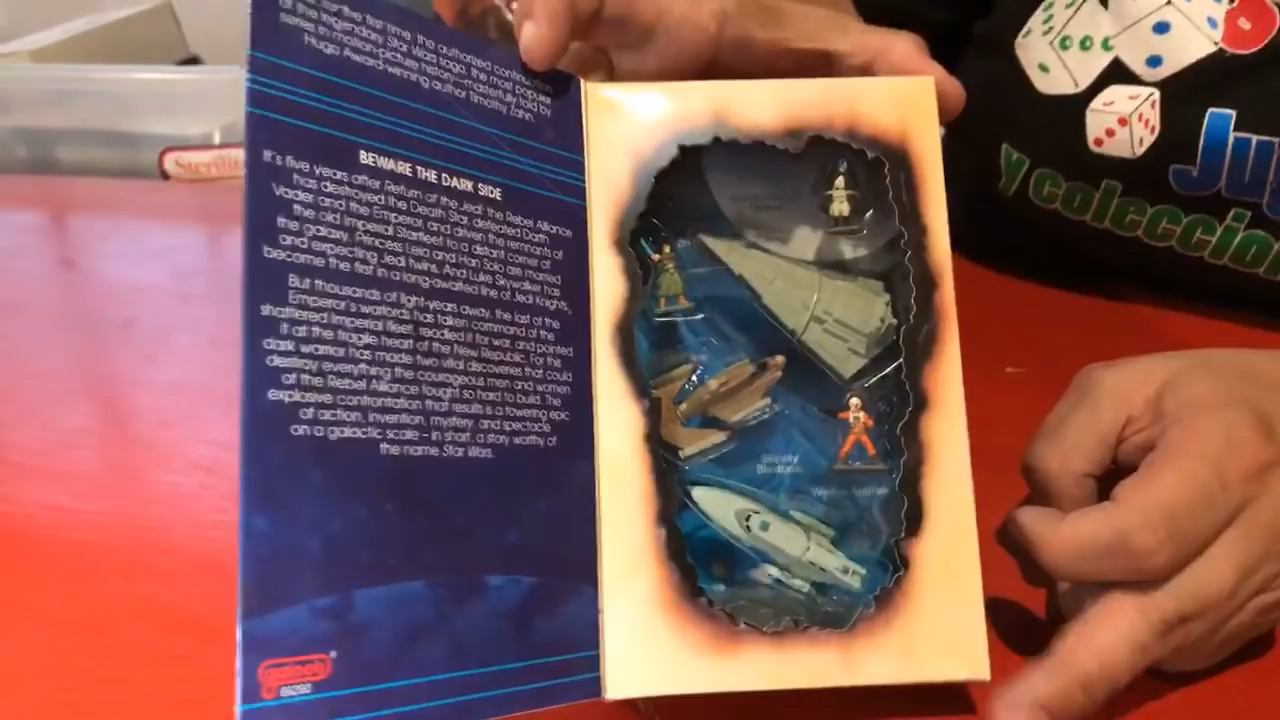 for the first time, the authorized continuation
of the legendary Star Wars saga, the most popular
series in motion-picture history—masterfully told by
Hugo Award-winning author Timothy Zahn.
BEWARE THE DARK SIDE
It's five years after Return of the Jedi: the Rebel Alliance
has destroyed the Death Star, defeated Darth
Vader and the Emperor, and driven the remnants of
the old Imperial Starfleet to a distant corner of
the galaxy. Princess Leia and Han Solo are married
and expecting Jedi twins. And Luke Skywalker has
become the first in a long-awaited line of Jedi Knights.
But thousands of light-years away, the last of the
Emperor's warlords has taken command of the
shattered Imperial fleet, readied it for war, and pointed
it at the fragile heart of the New Republic. For this
dark warrior has made two vital discoveries that could
destroy everything the courageous men and women
of the Rebel Alliance fought so hard to build. The
explosive confrontation that results is a towering epic
of action, invention, mystery, and spectacle
on a galactic scale – in short, a story worthy of
the name Star Wars.
galoob®
Sterilit
Ju
y coleccio